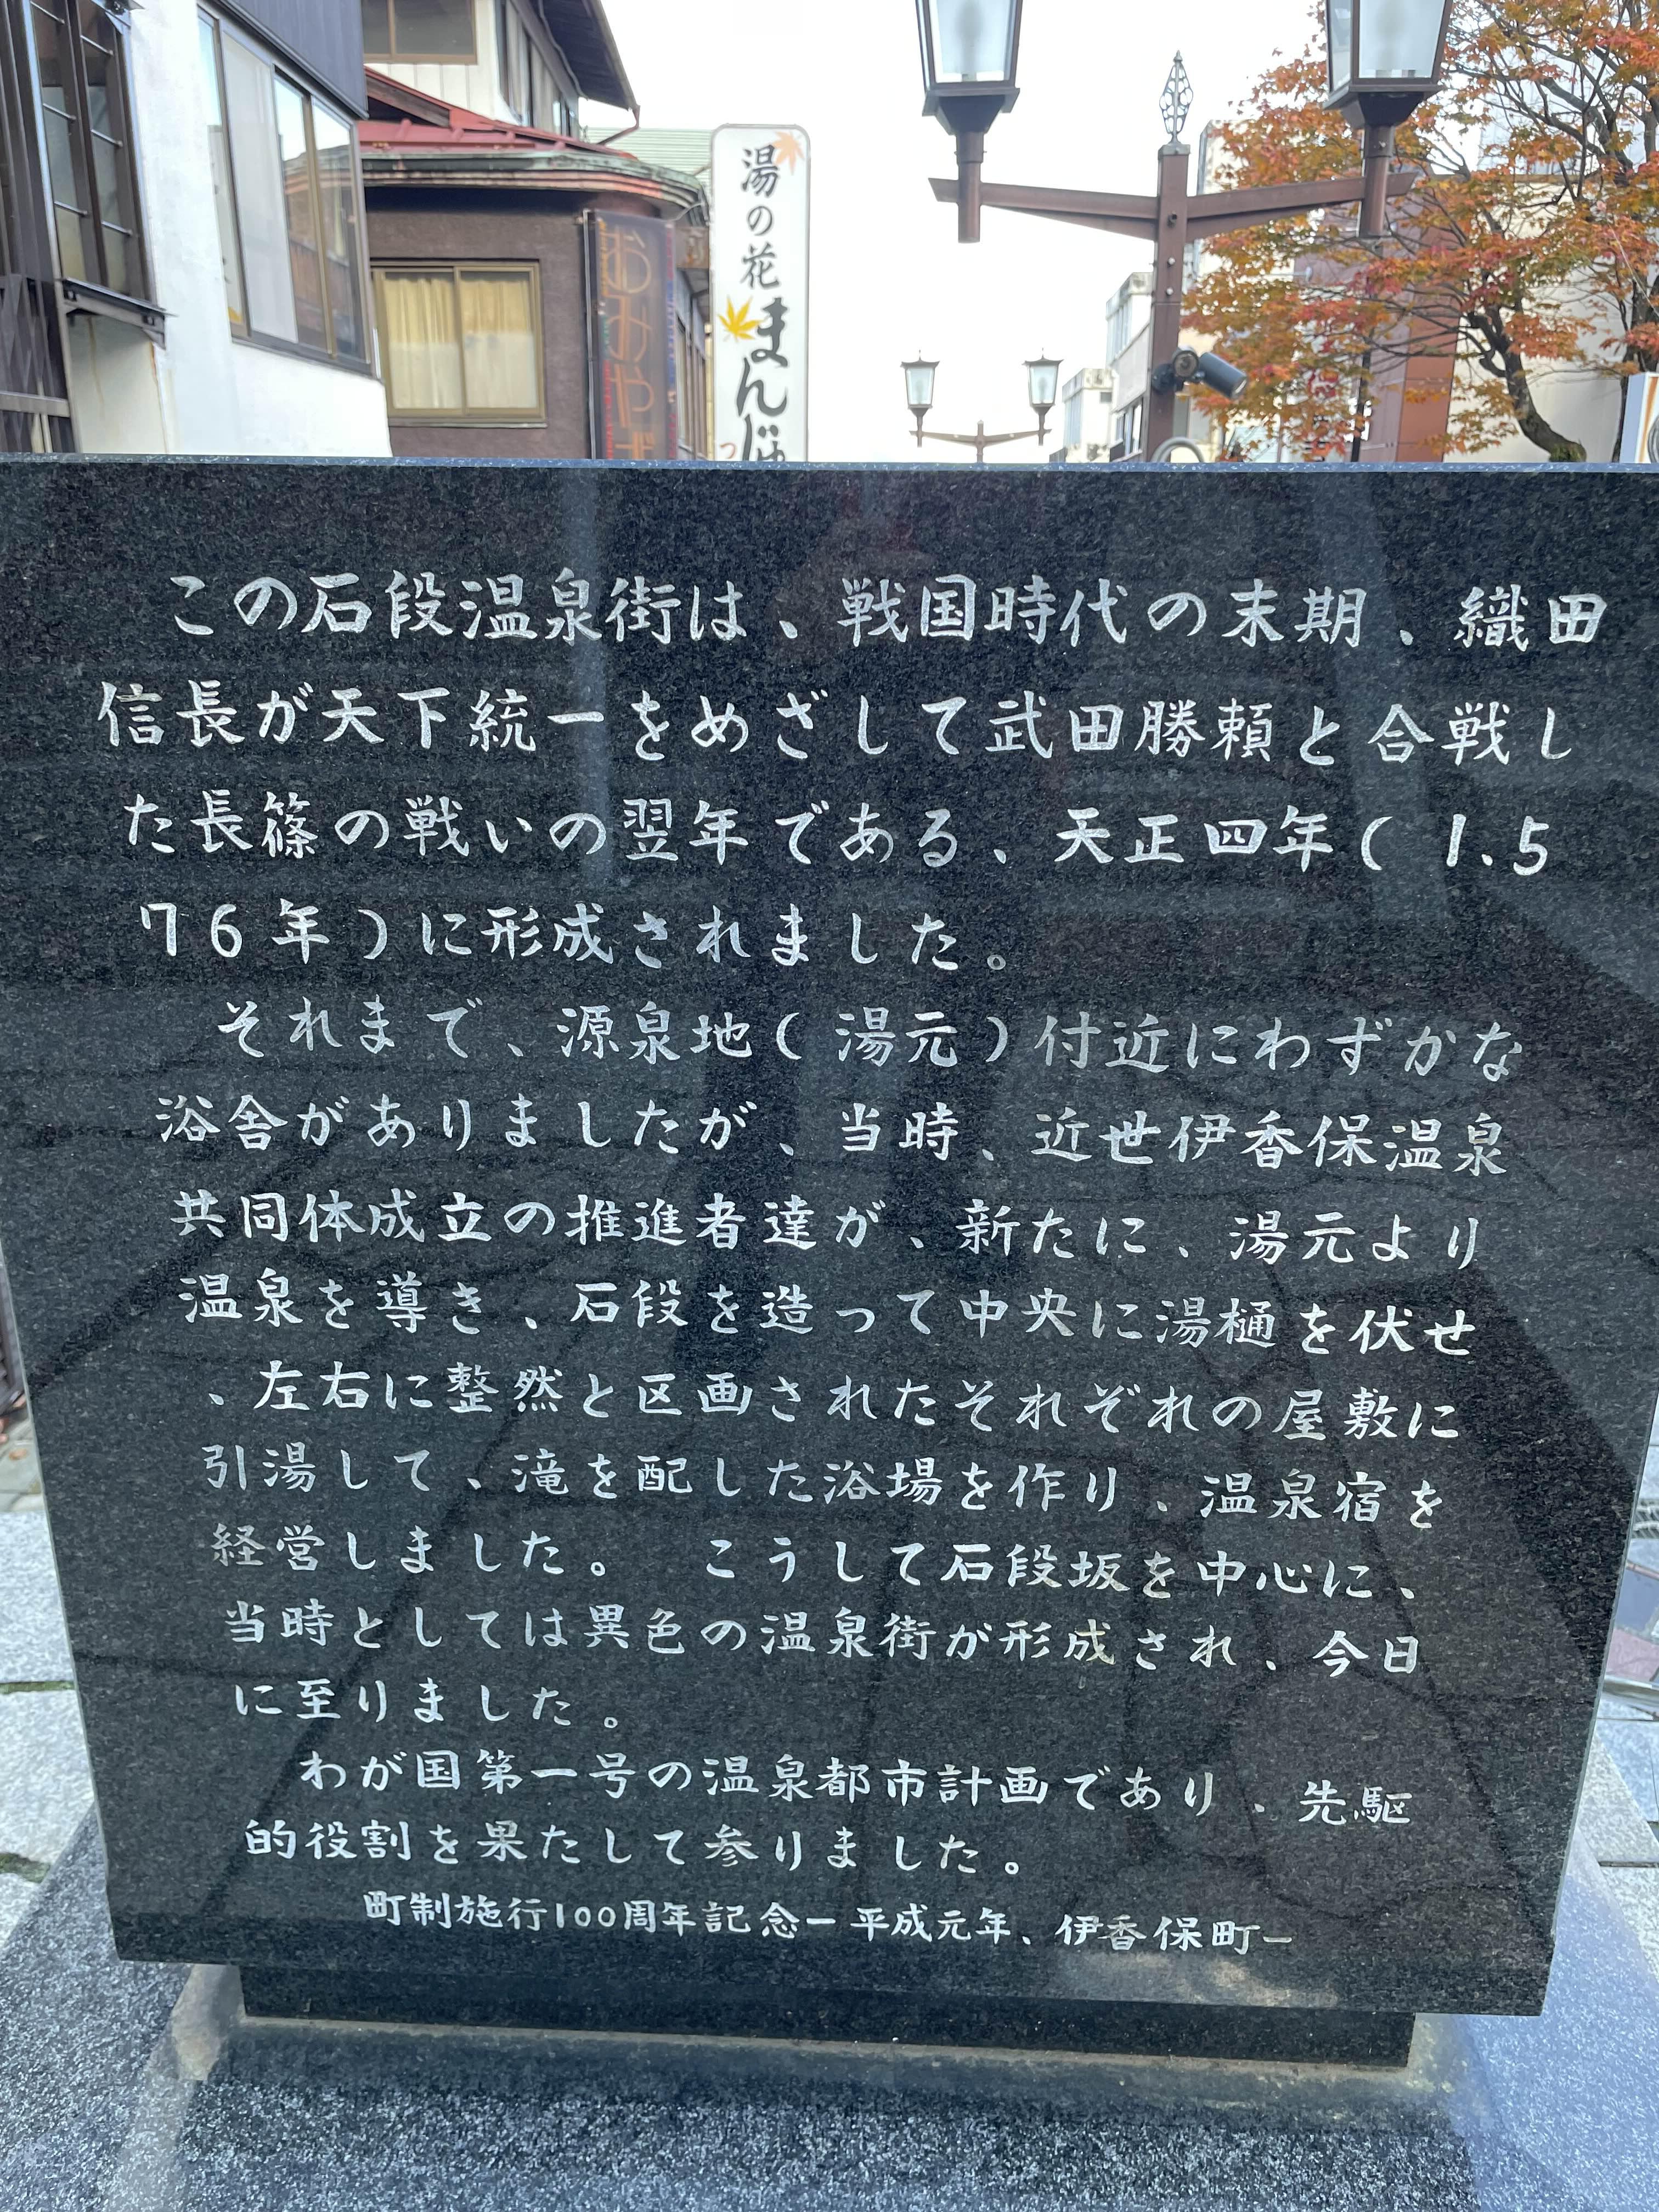 湯の花まんじゅ
つ
おみやげ
この石段温泉街は、戦国時代の末期、織田
信長が天下統一をめざして武田勝頼と合戦し
た長篠の戦いの翌年である、天正四年(1.5
76年)に形成されました。
それまで、源泉地(湯元)付近にわずかな
浴舎がありましたが、当時、近世伊香保温泉
共同体成立の推進者達が、新たに、湯元より
温泉を導き、石段を造って中央に湯樋を伏せ
、左右に整然と区画されたそれぞれの屋敷に
引湯して、滝を配した浴場を作り、温泉宿を
経営しました。 こうして石段坂を中心に、
当時としては異色の温泉街が形成され、今日
に至りました。
わが国第一号の温泉都市計画であり、先駆
的役割を果たして参りました。
町制施行100周年記念ー平成元年、伊香保町ー